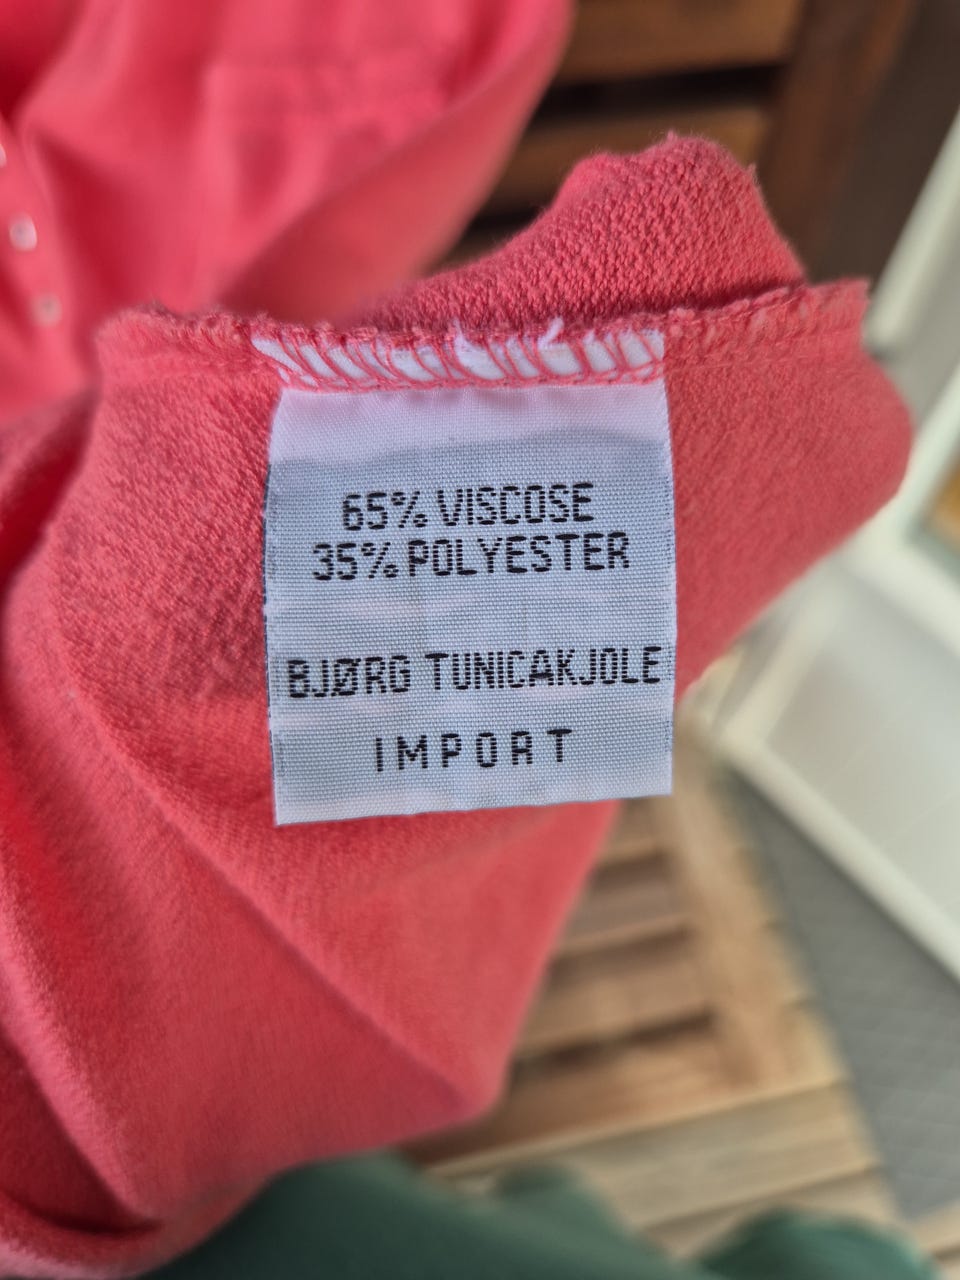 65% VISCOSE
35% POLYESTER
BJØRG TUNICAKJOLE
IMPORT